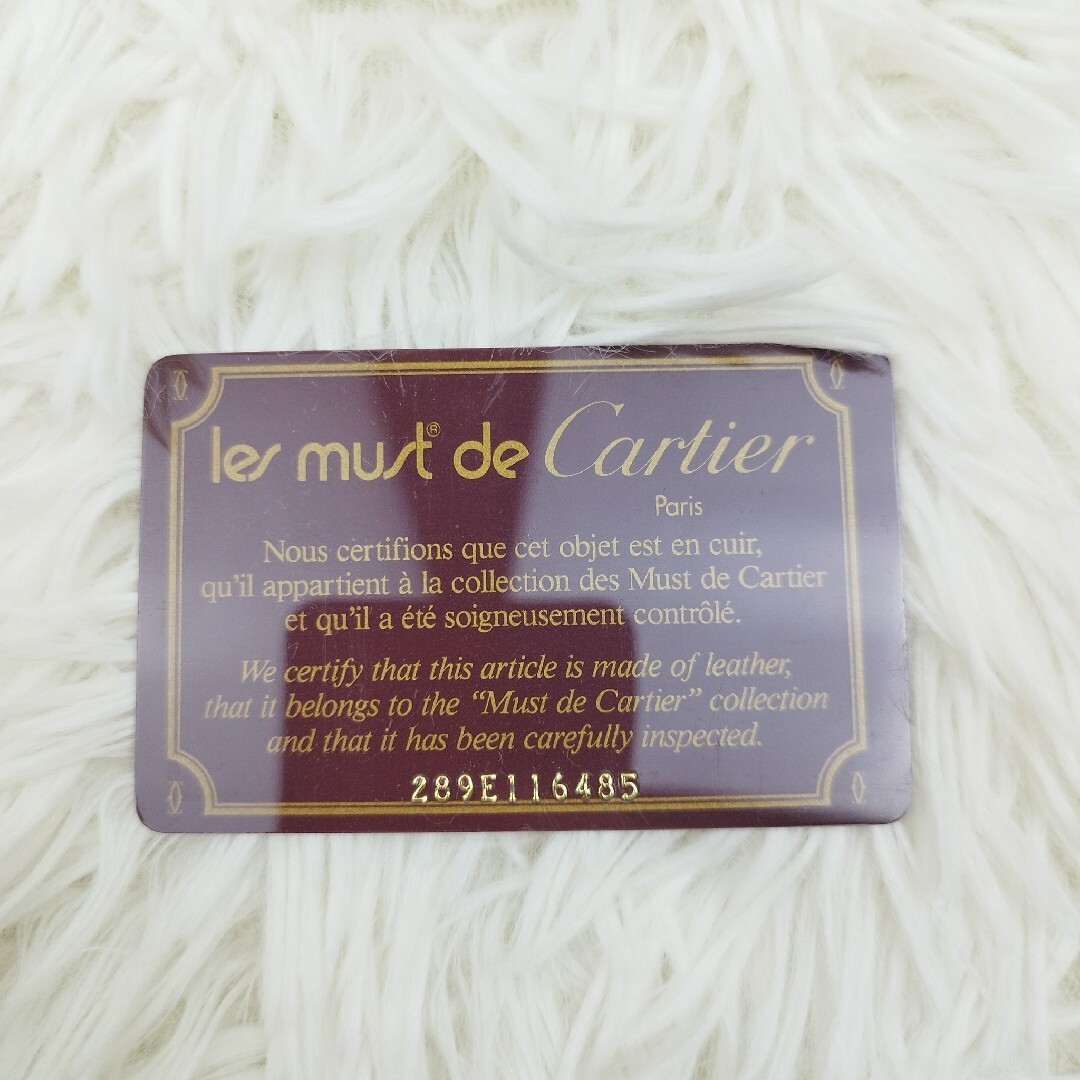 les must® de Cartier
Paris
Nous certifions que cet objet est en cuir,
qu'il appartient à la collection des Must de Cartier
et qu'il a été soigneusement contrôlé.
We certify that this article is made of leather,
that it belongs to the “Must de Cartier” collection
and that it has been carefully inspected.
289E116485